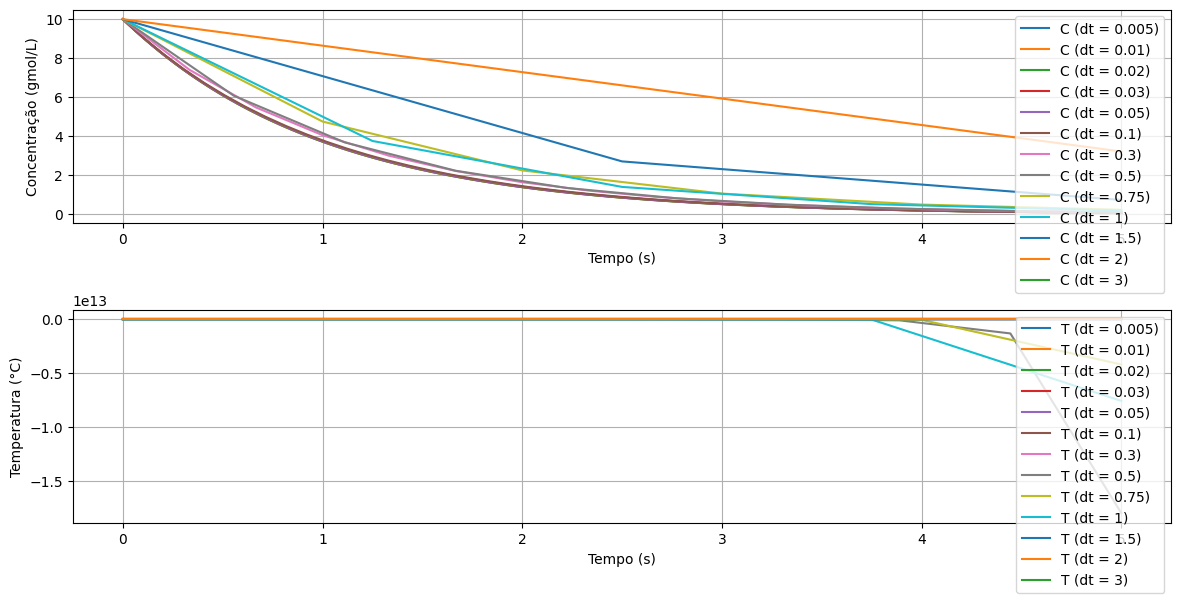 10
8
6
4
2
0
Concentração (gmol/L)
0
1
2
3
4
Tempo (s)
C (dt = 0.005)
C (dt = 0.01)
C (dt = 0.02)
C (dt = 0.03)
C (dt = 0.05)
C (dt = 0.1)
C (dt = 0.3)
C (dt = 0.5)
C (dt = 0.75)
C (dt = 1)
C (dt = 1.5)
C (dt = 2)
C (dt = 3)
1e13
0.0
−0.5
−1.0
−1.5
Temperatura (°C)
0
1
2
3
4
Tempo (s)
T (dt = 0.005)
T (dt = 0.01)
T (dt = 0.02)
T (dt = 0.03)
T (dt = 0.05)
T (dt = 0.1)
T (dt = 0.3)
T (dt = 0.5)
T (dt = 0.75)
T (dt = 1)
T (dt = 1.5)
T (dt = 2)
T (dt = 3)